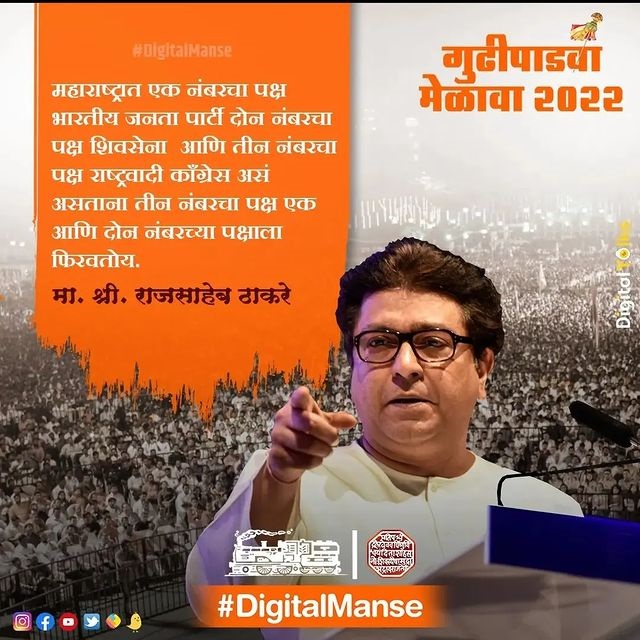 #DigitalManse
गुढीपाडवा
मेळावा २०२२
महाराष्ट्रात एक नंबरचा पक्ष
भारतीय जनता पार्टी दोन नंबरचा
पक्ष शिवसेना आणि तीन नंबरचा
पक्ष राष्ट्रवादी काँग्रेस असं
असताना तीन नंबरचा पक्ष एक
आणि दोन नंबरच्या पक्षाला
फिरवतोय.
मा. श्री. राजसाहेब ठाकरे
#DigitalManse